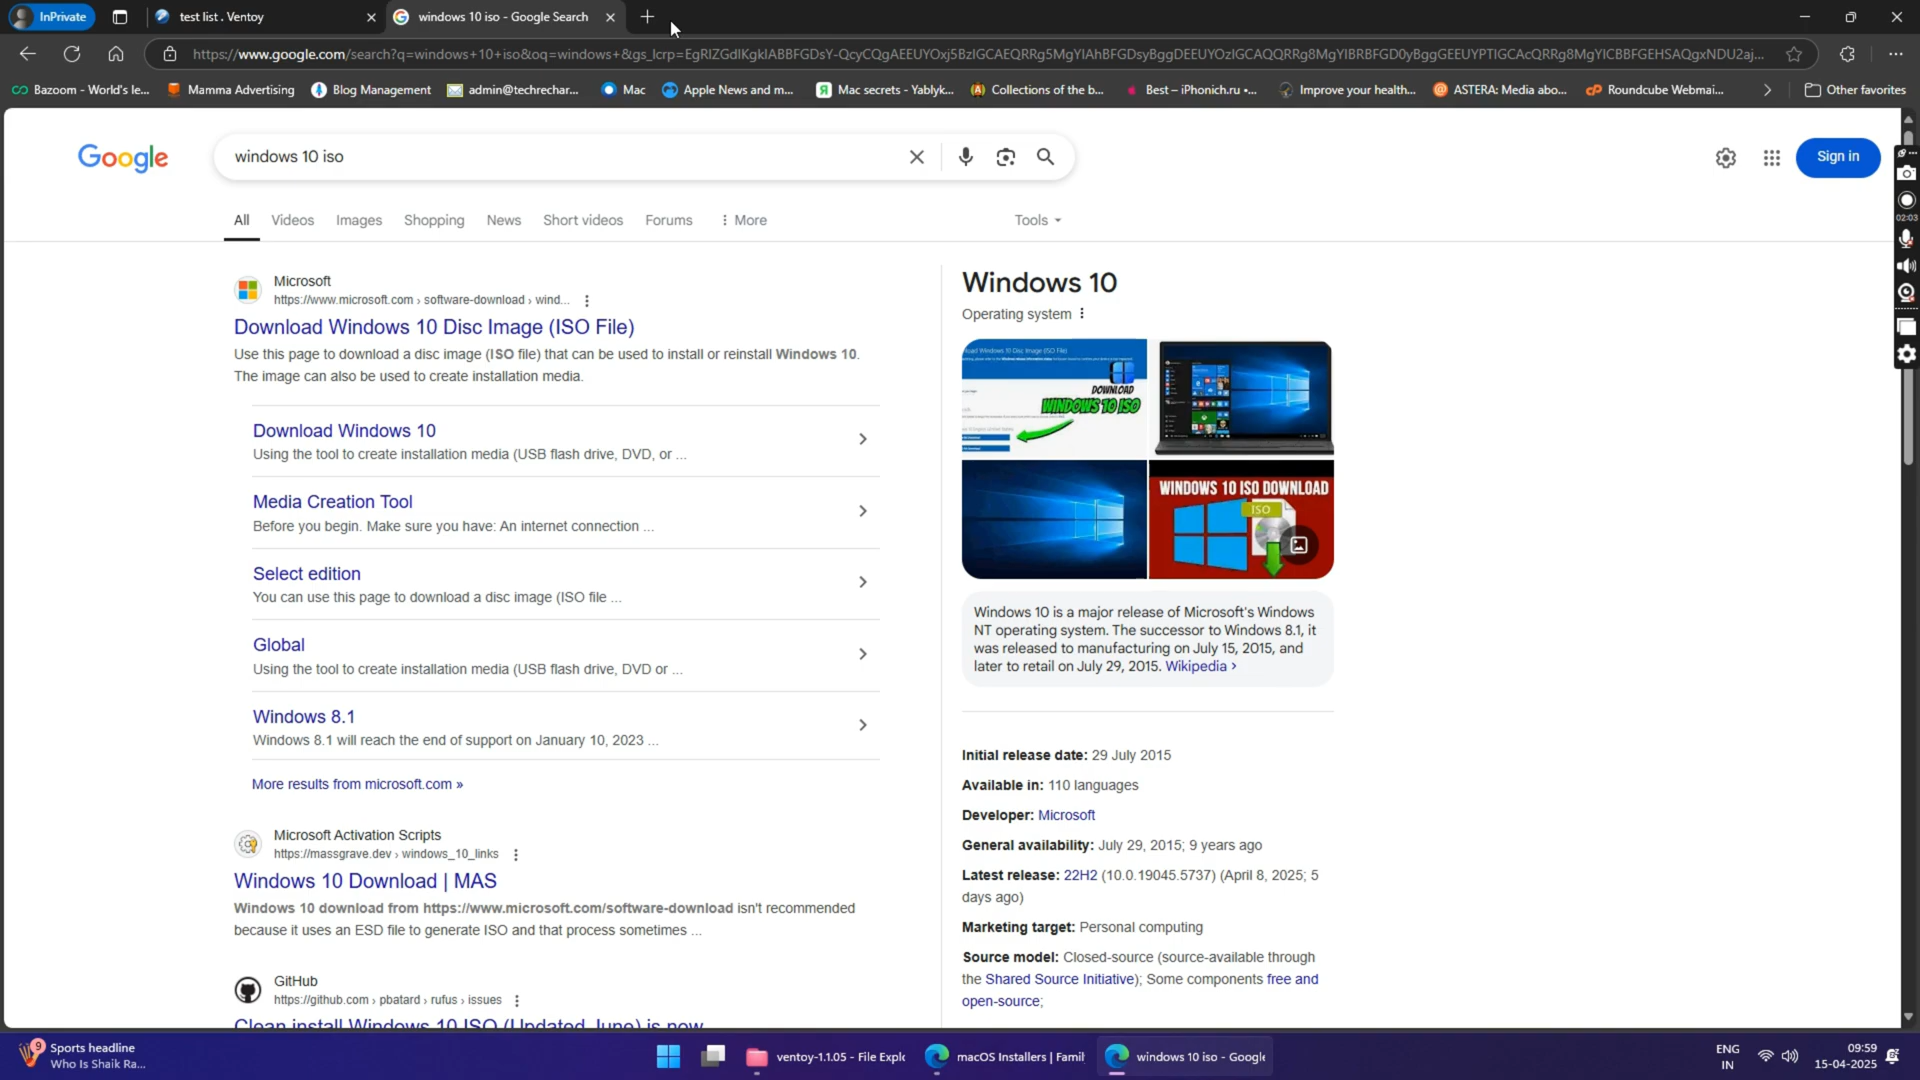 InPrivate
test list . Ventoy
windows 10 iso - Google Search
https://www.google.com/search?q=windows+10+iso&oq=windows+&gs_lcrp=EgRIZGdlKgkIABBFGDsY-QcyCQgAEEUYOxj5BzIGCAEQRRg5MgYIAhBFGDsyBggDEEUYOzIGCAQQRRg8MgYIBRBFGD0yBggGEEUYPTIGCAcQRRg8MgYICBBFGEHSAQgxNDU2aj...
Bazoom - World's le...
Mamma Advertising
Blog Management
admin@techrechar...
Mac
Apple News and m...
Mac secrets - Yablyk...
Collections of the b...
Best – iPhonich.ru •...
Improve your health...
ASTERA: Media abo...
Roundcube Webmai...
Other favorites
Google
windows 10 iso
Sign in
All
Videos
Images
Shopping
News
Short videos
Forums
More
Tools
02:03
Microsoft
https://www.microsoft.com › software-download › wind...
Download Windows 10 Disc Image (ISO File)
Use this page to download a disc image (ISO file) that can be used to install or reinstall Windows 10.
The image can also be used to create installation media.
Download Windows 10
Using the tool to create installation media (USB flash drive, DVD, or ...
Media Creation Tool
Before you begin. Make sure you have: An internet connection ...
Select edition
You can use this page to download a disc image (ISO file ...
Global
Using the tool to create installation media (USB flash drive, DVD or ...
Windows 8.1
Windows 8.1 will reach the end of support on January 10, 2023 ...
More results from microsoft.com »
Microsoft Activation Scripts
https://massgrave.dev › windows_10_links
Windows 10 Download | MAS
Windows 10 download from https://www.microsoft.com/software-download isn't recommended
because it uses an ESD file to generate ISO and that process sometimes ...
GitHub
https://github.com › pbatard › rufus › issues
Clean install Windows 10 ISO (Updated June) is now
Windows 10
Operating system
load Windows 10 Disc Image (ISO File)
DOWNLOAD
WINDOWS 10 ISO
WINDOWS 10 ISO DOWNLOAD
ISO
Windows 10 is a major release of Microsoft's Windows
NT operating system. The successor to Windows 8.1, it
was released to manufacturing on July 15, 2015, and
later to retail on July 29, 2015. Wikipedia ›
Initial release date: 29 July 2015
Available in: 110 languages
Developer: Microsoft
General availability: July 29, 2015; 9 years ago
Latest release: 22H2 (10.0.19045.5737) (April 8, 2025; 5
days ago)
Marketing target: Personal computing
Source model: Closed-source (source-available through
the Shared Source Initiative); Some components free and
open-source;
9
Sports headline
Who Is Shaik Ra...
ventoy-1.1.05 - File Explo
macOS Installers | Famil
windows 10 iso - Google
ENG
IN
09:59
15-04-2025